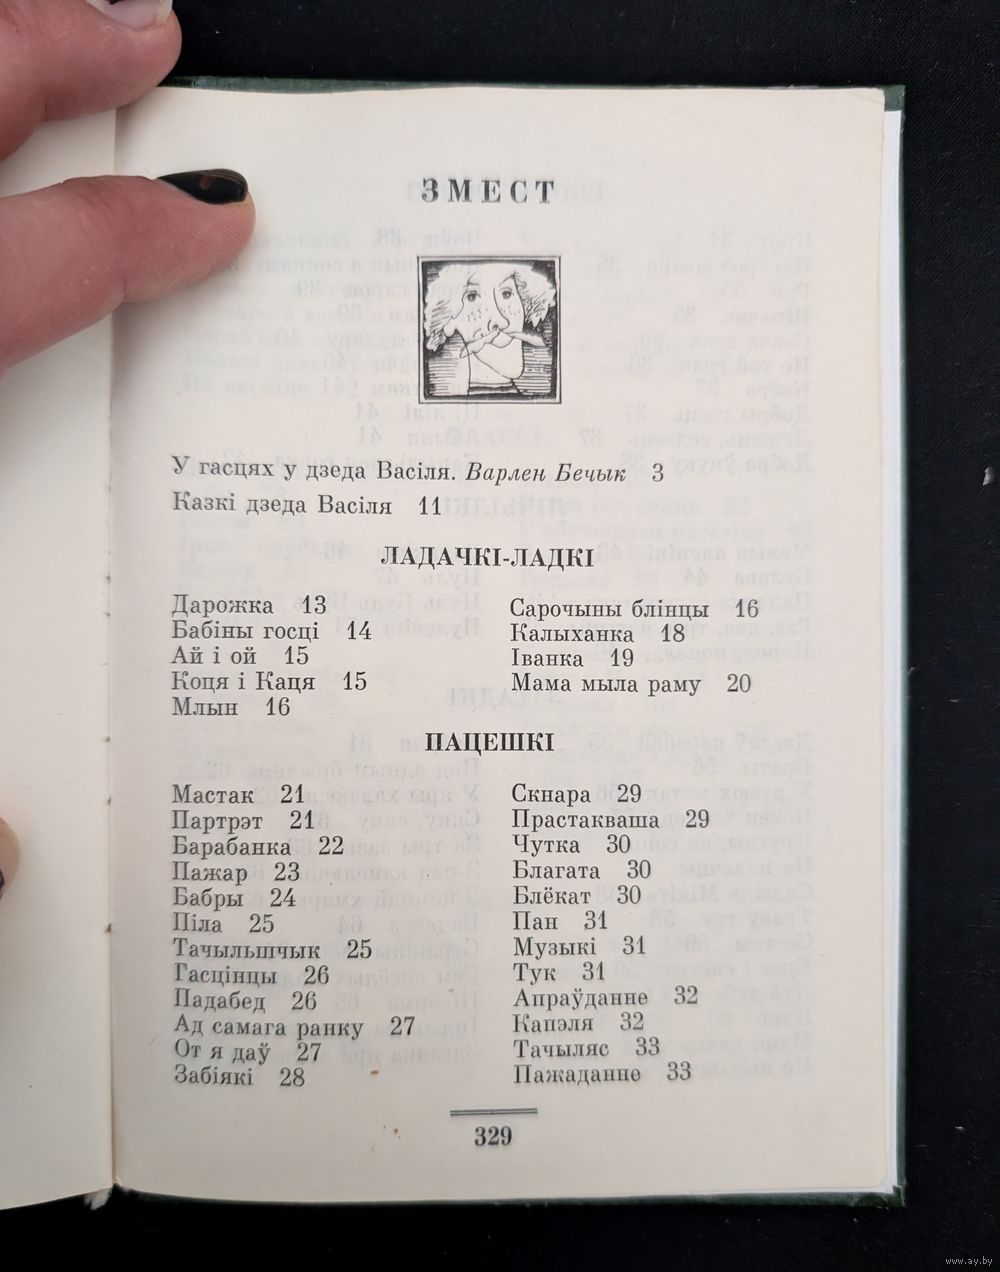 ЗМЕСТ
У гасцях у дзеда Васіля. Варлен Бечык 3
Казкі дзеда Васіля 11
ЛАДАЧКІ-ЛАДКІ
Дарожка 13
Бабіны госці 14
Ай і ой 15
Коця і Каця 15
Млын 16
Сарочыны блінцы 16
Калыханка 18
Іванка 19
Мама мыла раму 20
ПАЦЕШКІ
Мастак 21
Партрэт 21
Барабанка 22
Пажар 23
Бабры 24
Піла 25
Тачыльшчык 25
Гасцінцы 26
Падабед 26
Ад самага ранку 27
От я даў 27
Забіякі 28
Скнара 29
Прастакваша 29
Чутка 30
Благата 30
Блёкат 30
Пан 31
Музыкі 31
Тук 31
Апраўданне 32
Капэля 32
Тачыляс 33
Пажаданне 33
329
www.ay.by